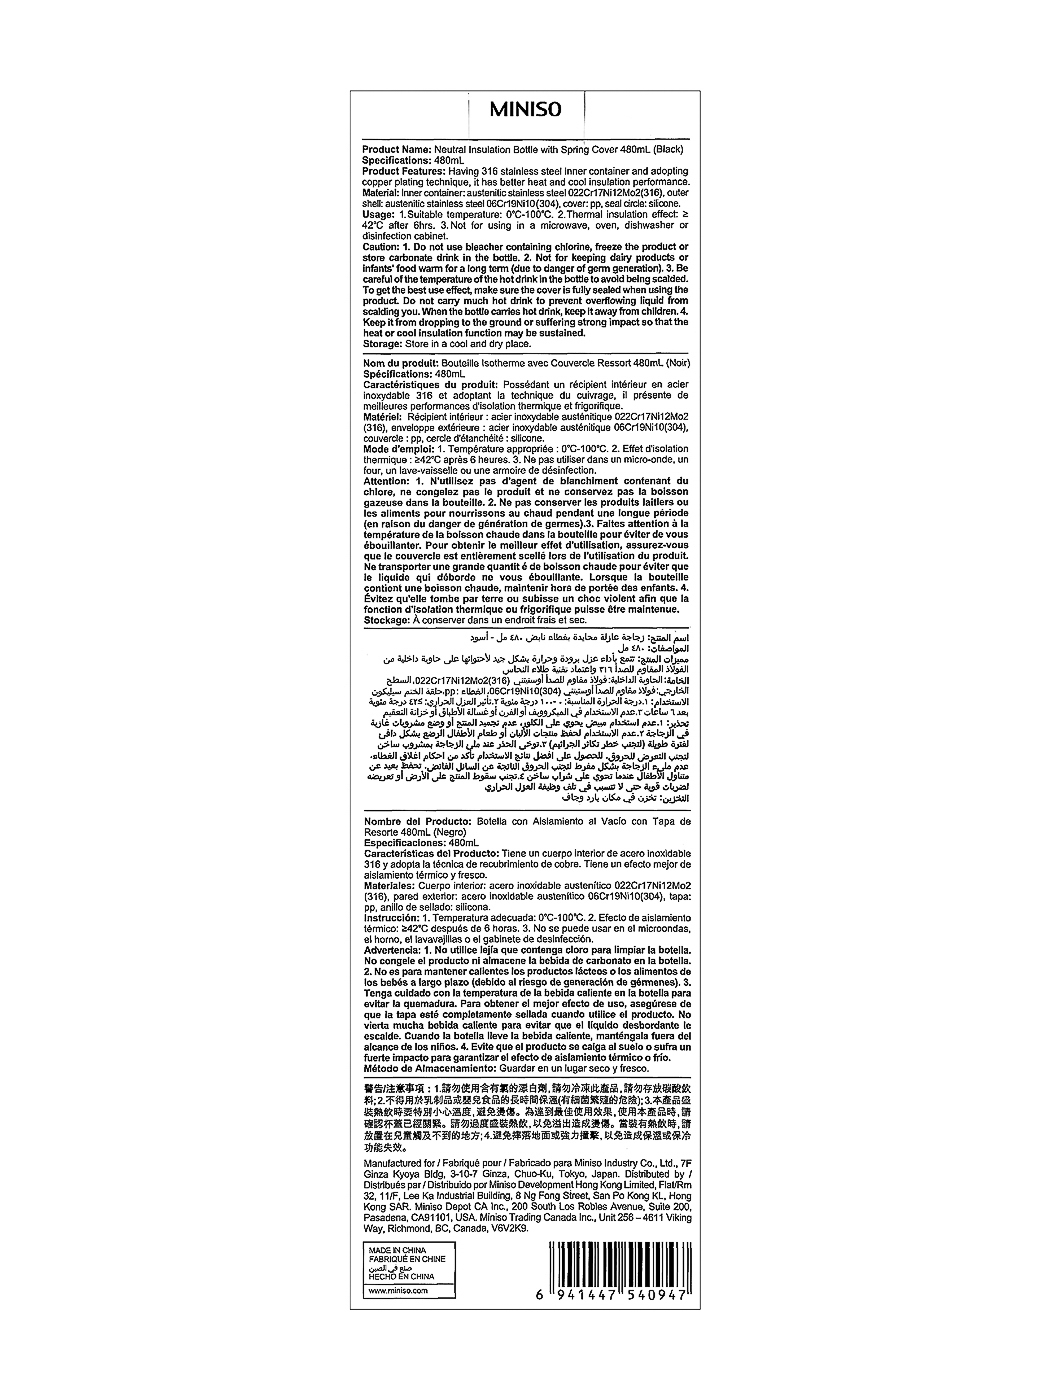 MINISO
Product Name: Neutral Insulation Bottle with Spring Cover 480mL (Black)
Specifications: 480mL
Product Features: Having 316 stainless steel inner container and adopting
copper plating technique, it has better heat and cool insulation performance.
Material: Inner container: austenitic stainless steel 022Cr17Ni12Mo2(316), outer
shell: austenitic stainless steel 06Cr19Ni10(304), cover: pp, seal circle: silicone.
Usage: 1.Suitable temperature: 0°C-100°C. 2.Thermal insulation effect: ≥
42°C after 6hrs. 3.Not for using in a microwave, oven, dishwasher or
disinfection cabinet.
Caution: 1. Do not use bleacher containing chlorine, freeze the product or
store carbonate drink in the bottle. 2. Not for keeping dairy products or
infants' food warm for a long term (due to danger of germ generation). 3. Be
careful of the temperature of the hot drink in the bottle to avoid being scalded.
To get the best use effect, make sure the cover is fully sealed when using the
product. Do not carry much hot drink to prevent overflowing liquid from
scalding you. When the bottle carries hot drink, keep it away from children. 4.
Keep it from dropping to the ground or suffering strong impact so that the
heat or cool insulation function may be sustained.
Storage: Store in a cool and dry place.
Nom du produit: Bouteille Isotherme avec Couvercle Ressort 480mL (Noir)
Spécifications: 480mL
Caractéristiques du produit: Possédant un récipient intérieur en acier
inoxydable 316 et adoptant la technique du cuivrage, il présente de
meilleures performances d'isolation thermique et frigorifique.
Matériel: Récipient intérieur : acier inoxydable austénitique 022Cr17Ni12Mo2
(316), enveloppe extérieure : acier inoxydable austénitique 06Cr19Ni10(304),
couvercle : pp, cercle d'étanchéité : silicone.
Mode d'emploi: 1. Température appropriée : 0°C-100°C. 2. Effet d'isolation
thermique : ≥42°C après 6 heures. 3. Ne pas utiliser dans un micro-onde, un
four, un lave-vaisselle ou une armoire de désinfection.
Attention: 1. N'utilisez pas d'agent de blanchiment contenant du
chlore, ne congelez pas le produit et ne conservez pas la boisson
gazeuse dans la bouteille. 2. Ne pas conserver les produits laitiers ou
les aliments pour nourrissons au chaud pendant une longue période
(en raison du danger de génération de germes).3. Faites attention à la
température de la boisson chaude dans la bouteille pour éviter de vous
ébouillanter. Pour obtenir le meilleur effet d'utilisation, assurez-vous
que le couvercle est entièrement scellé lors de l'utilisation du produit.
Ne transporter une grande quantit é de boisson chaude pour éviter que
le liquide qui déborde ne vous ébouillante. Lorsque la bouteille
contient une boisson chaude, maintenir hors de portée des enfants. 4.
Évitez qu'elle tombe par terre ou subisse un choc violent afin que la
fonction d'isolation thermique ou frigorifique puisse être maintenue.
Stockage: À conserver dans un endroit frais et sec.
اسم المنتج: زجاجة عازلة محايدة بغطاء نابض ٤٨٠ مل - أسود
المواصفات: ٤٨٠ مل
مميزات المنتج: تتمتع بأداء عزل برودة وحرارة بشكل جيد لأحتوائها على حاوية داخلية من
الفولاذ المقاوم للصدأ ٣١٦ واعتماد تقنية طلاء النحاس
الخامة: الحاوية الداخلية: فولاذ مقاوم للصدأ أوستنيتي 022Cr17Ni12Mo2(316)، السطح
الخارجي: فولاذ مقاوم للصدأ أوستنيتي 06Cr19Ni10(304)، الغطاء: pp، حلقة الختم سيليكون
الاستخدام: ١.درجة الحرارة المناسبة: ٠-١٠٠ درجة مئوية ٢.تأثير العزل الحراري: ≥٤٢ درجة مئوية
بعد ٦ ساعات ٣.عدم الاستخدام في الميكروويف أو الفرن أو غسالة الأطباق أو خزانة التعقيم
تحذير: ١.عدم استخدام مبيض يحوي على الكلور، عدم تجميد المنتج أو وضع مشروبات غازية
في الزجاجة ٢.عدم الاستخدام لحفظ منتجات الألبان أو طعام الأطفال الرضع بشكل دافئ
لفترة طويلة (لتجنب خطر تكاثر الجراثيم) ٣.توخي الحذر عند ملئ الزجاجة بمشروب ساخن
لتجنب التعرض للحروق. للحصول على افضل نتائج الاستخدام تأكد من احكام اغلاق الغطاء،
عدم مليء الزجاجة بشكل مفرط لتجنب الحروق الناتجة عن السائل الفائض، تحفظ بعيد عن
متناول الأطفال عندما تحوي على شراب ساخن ٤.تجنب سقوط المنتج على الأرض أو تعريضه
لضربات قوية حتى لا تتسبب في تلف وظيفة العزل الحراري
التخزين: تخزن في مكان بارد وجاف
Nombre del Producto: Botella con Aislamiento al Vacío con Tapa de
Resorte 480mL (Negro)
Especificaciones: 480mL
Características del Producto: Tiene un cuerpo interior de acero inoxidable
316 y adopta la técnica de recubrimiento de cobre. Tiene un efecto mejor de
aislamiento térmico y fresco.
Materiales: Cuerpo interior: acero inoxidable austenítico 022Cr17Ni12Mo2
(316), pared exterior: acero inoxidable austenítico 06Cr19Ni10(304), tapa:
pp, anillo de sellado: silicona.
Instrucción: 1. Temperatura adecuada: 0°C-100°C. 2. Efecto de aislamiento
térmico: ≥42°C después de 6 horas. 3. No se puede usar en el microondas,
el horno, el lavavajillas o el gabinete de desinfección.
Advertencia: 1. No utilice lejía que contenga cloro para limpiar la botella.
No congele el producto ni almacene la bebida de carbonato en la botella.
2. No es para mantener calientes los productos lácteos o los alimentos de
los bebés a largo plazo (debido al riesgo de generación de gérmenes). 3.
Tenga cuidado con la temperatura de la bebida caliente en la botella para
evitar la quemadura. Para obtener el mejor efecto de uso, asegúrese de
que la tapa esté completamente sellada cuando utilice el producto. No
vierta mucha bebida caliente para evitar que el líquido desbordante le
escalde. Cuando la botella lleve la bebida caliente, manténgala fuera del
alcance de los niños. 4. Evite que el producto se caiga al suelo o sufra un
fuerte impacto para garantizar el efecto de aislamiento térmico o frío.
Método de Almacenamiento: Guardar en un lugar seco y fresco.
警告/注意事項：1.請勿使用含有氯的漂白劑,請勿冷凍此產品,請勿存放碳酸飲
料;2.不得用於乳制品或嬰兒食品的長時間保溫(有細菌繁殖的危險);3.本產品盛
裝熱飲時要特別小心溫度,避免燙傷。為達到最佳使用效果,使用本產品時,請
確認杯蓋已經關緊。請勿過度盛裝熱飲,以免溢出造成燙傷。當裝有熱飲時,請
放置在兒童觸及不到的地方;4.避免摔落地面或強力撞擊,以免造成保溫或保冷
功能失效。
Manufactured for / Fabriqué pour / Fabricado para Miniso Industry Co., Ltd., 7F
Ginza Kyoya Bldg, 3-10-7 Ginza, Chuo-Ku, Tokyo, Japan. Distributed by /
Distribués par / Distribuido por Miniso Development Hong Kong Limited, Flat/Rm
32, 11/F, Lee Ka Industrial Building, 8 Ng Fong Street, San Po Kong KL, Hong
Kong SAR. Miniso Depot CA Inc., 200 South Los Robles Avenue, Suite 200,
Pasadena, CA91101, USA. Miniso Trading Canada Inc., Unit 256 – 4611 Viking
Way, Richmond, BC, Canada, V6V2K9.
MADE IN CHINA
FABRIQUÉ EN CHINE
صنع في الصين
HECHO EN CHINA
www.miniso.com
6 941447 540947